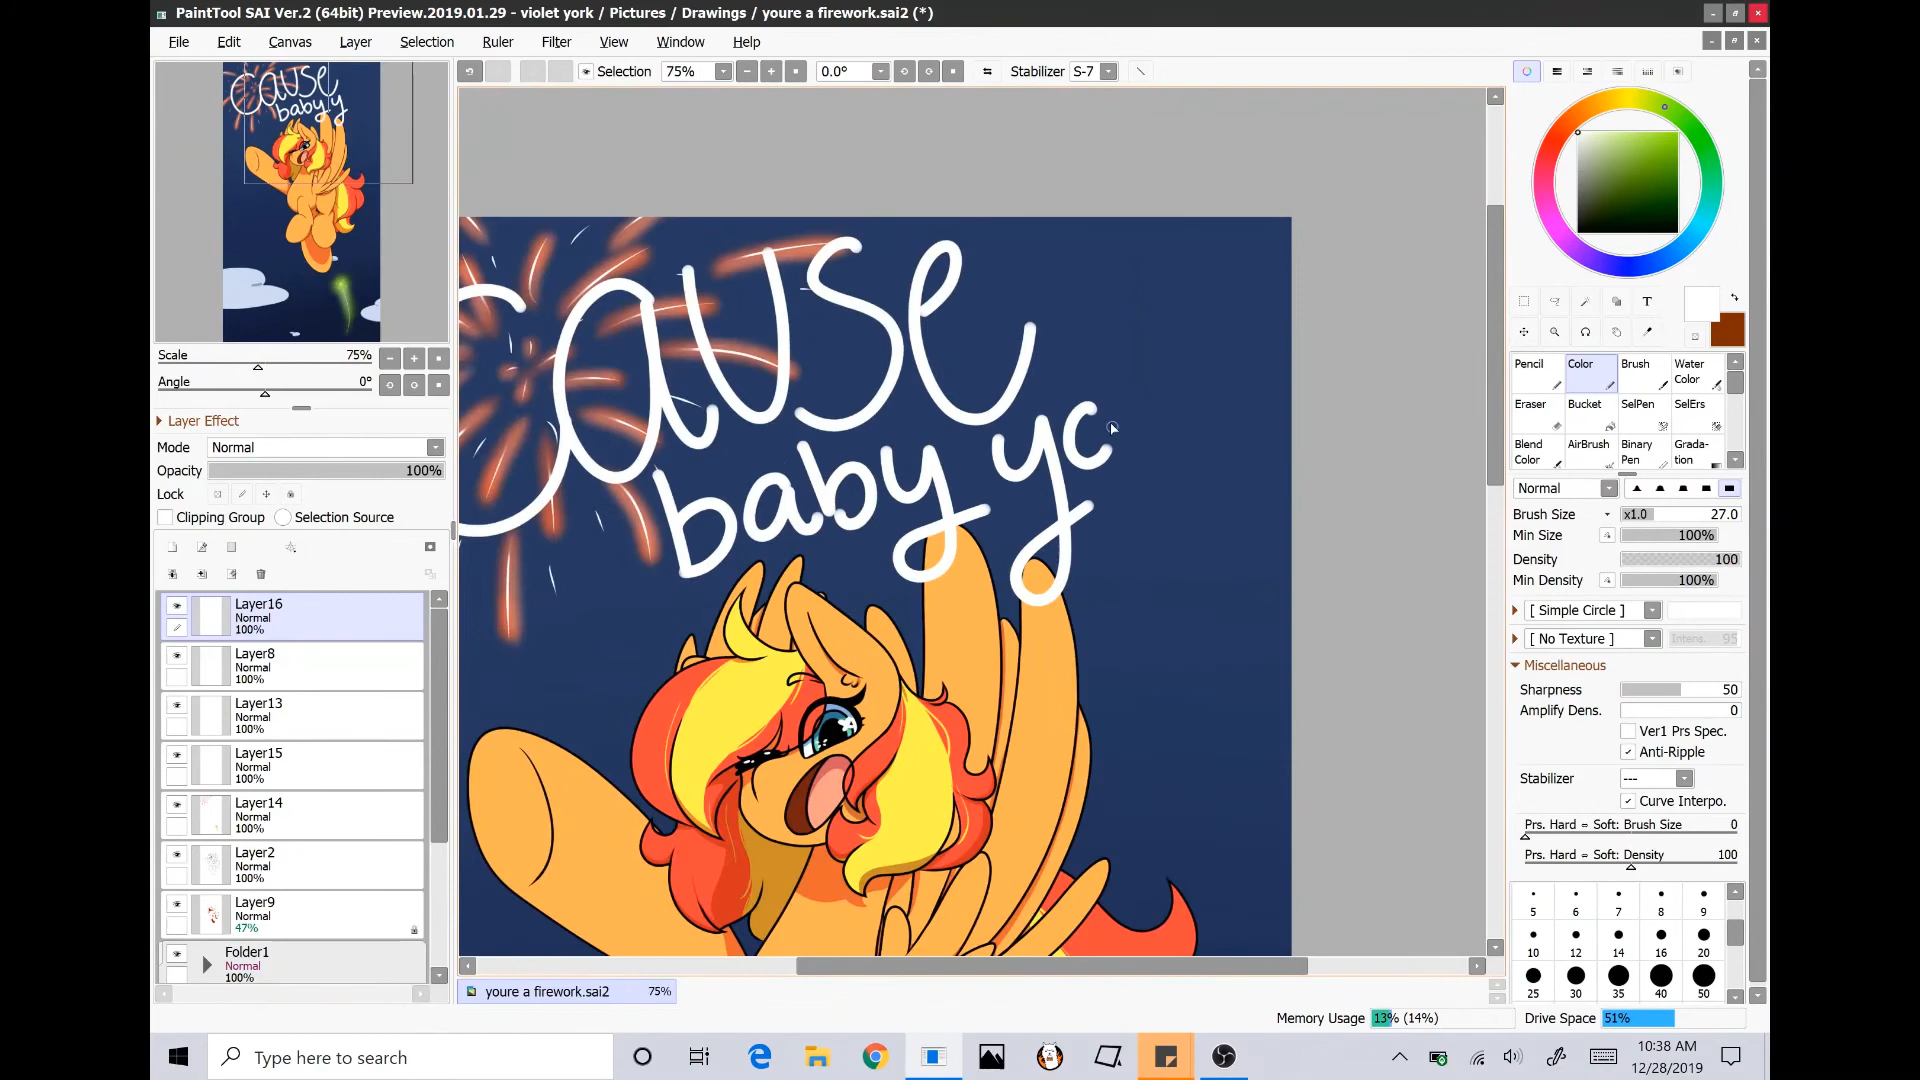 PaintTool SAI Ver.2 (64bit) Preview.2019.01.29 - violet york / Pictures / Drawings / youre a firework.sai2 (*)
File Edit Canvas Layer Selection Ruler Filter View Window Help
Selection 75% 0.0° Stabilizer S-7
cause
baby y
Scale 75%
Angle 0°
Layer Effect
Mode Normal
Opacity 100%
Lock
Clipping Group Selection Source
Layer16
Normal
100%
Layer8
Normal
100%
Layer13
Normal
100%
Layer15
Normal
100%
Layer14
Normal
100%
Layer2
Normal
100%
Layer9
Normal
47%
Folder1
Normal
100%
cause
baby yc
T
Pencil Color Brush Water Color
Eraser Bucket SelPen SelErs
Blend Color AirBrush Binary Pen Grada-tion
Normal
Brush Size x1.0 27.0
Min Size 100%
Density 100
Min Density 100%
[ Simple Circle ]
[ No Texture ] Intens. 95
Miscellaneous
Sharpness 50
Amplify Dens. 0
Ver1 Prs Spec.
Anti-Ripple
Stabilizer ---
Curve Interpo.
Prs. Hard = Soft: Brush Size 0
Prs. Hard = Soft: Density 100
5 6 7 8 9
10 12 14 16 20
25 30 35 40 50
youre a firework.sai2 75%
Memory Usage 13% (14%) Drive Space 51%
Type here to search
10:38 AM
12/28/2019